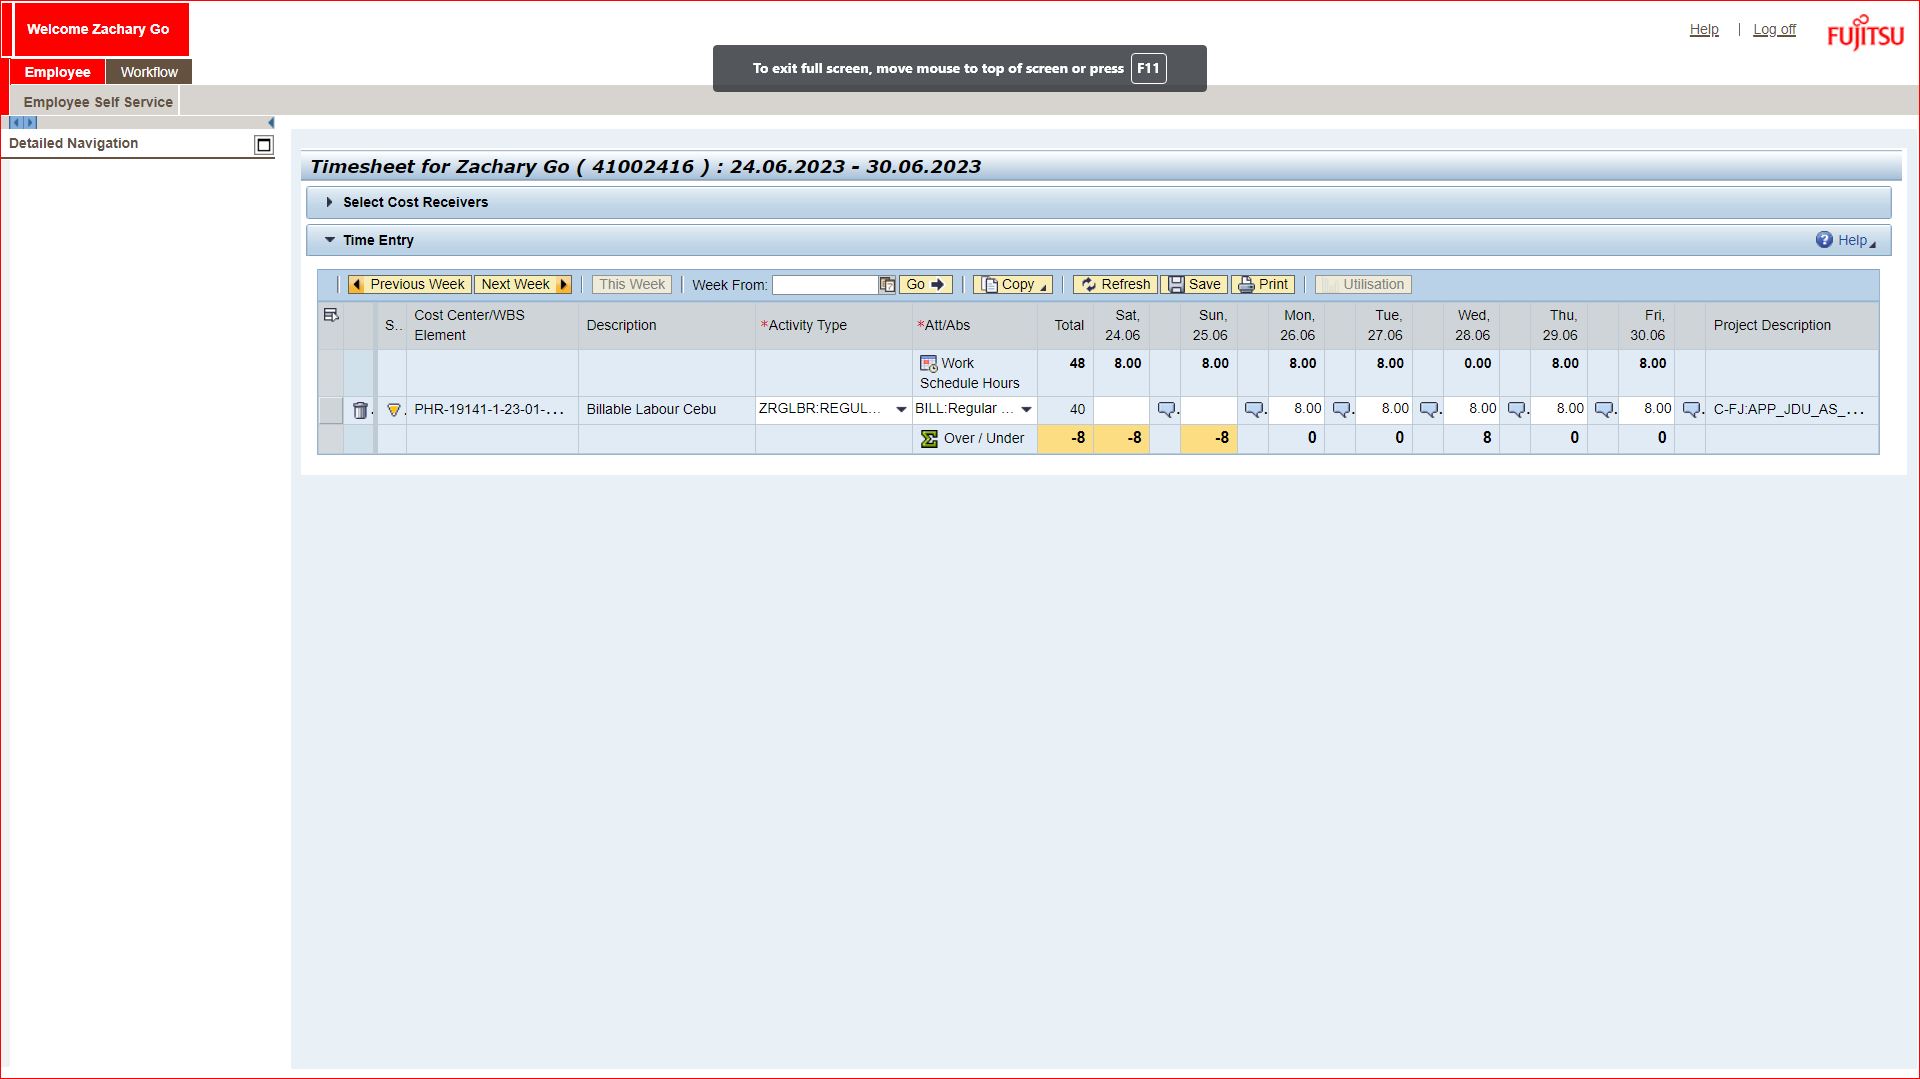 Welcome Zachary Go
Help | Log off
FUJITSU
To exit full screen, move mouse to top of screen or press F11
Employee Workflow
Employee Self Service
Detailed Navigation
Timesheet for Zachary Go ( 41002416 ) : 24.06.2023 - 30.06.2023
Select Cost Receivers
Time Entry
Help
Previous Week Next Week This Week Week From: Go Copy Refresh Save Print Utilisation
S.. Cost Center/WBS Element Description *Activity Type *Att/Abs Total Sat, 24.06 Sun, 25.06 Mon, 26.06 Tue, 27.06 Wed, 28.06 Thu, 29.06 Fri, 30.06 Project Description
Work Schedule Hours 48 8.00 8.00 8.00 8.00 0.00 8.00 8.00
PHR-19141-1-23-01-... Billable Labour Cebu ZRGLBR:REGUL... BILL:Regular ... 40 8.00 8.00 8.00 8.00 8.00 C-FJ:APP_JDU_AS_...
Over / Under -8 -8 -8 0 0 8 0 0